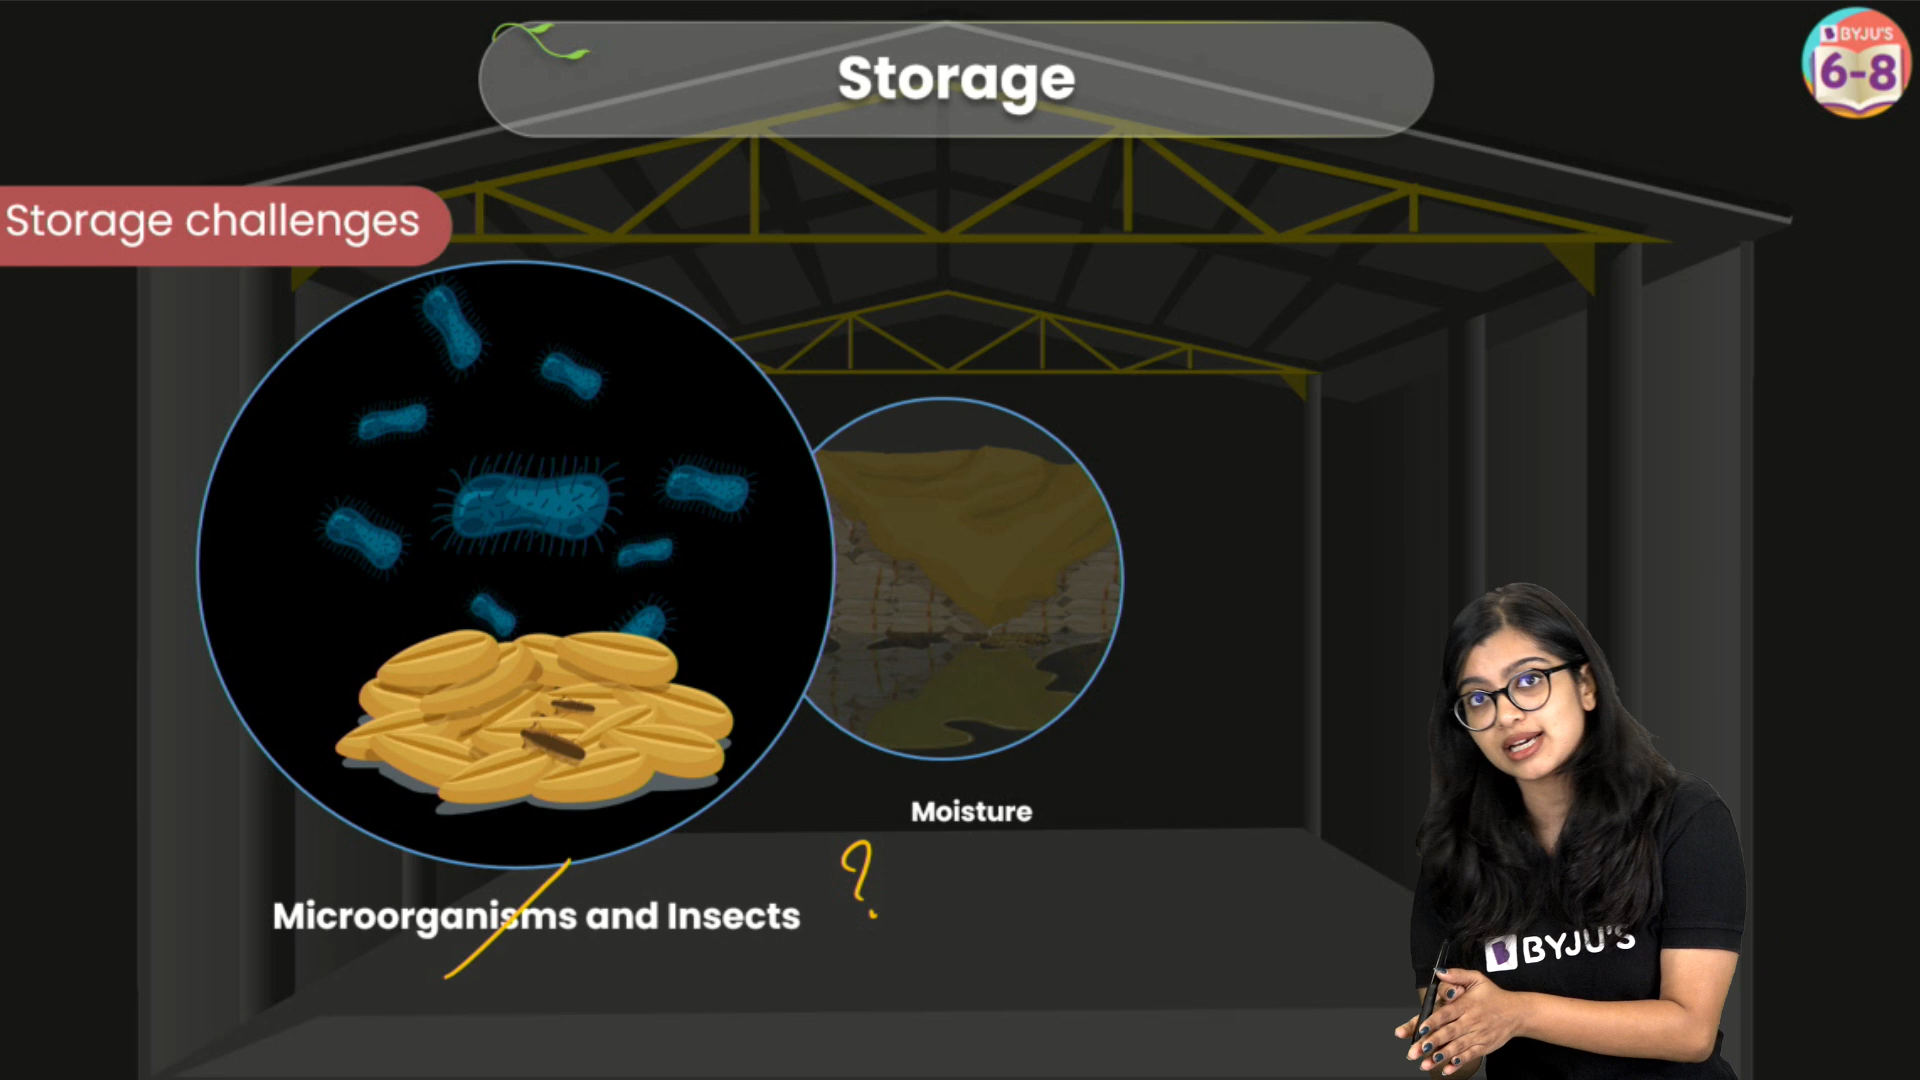 Storage
BYJU'S
6-8
Storage challenges
Moisture
?
Microorganisms and Insects
BYJU'S